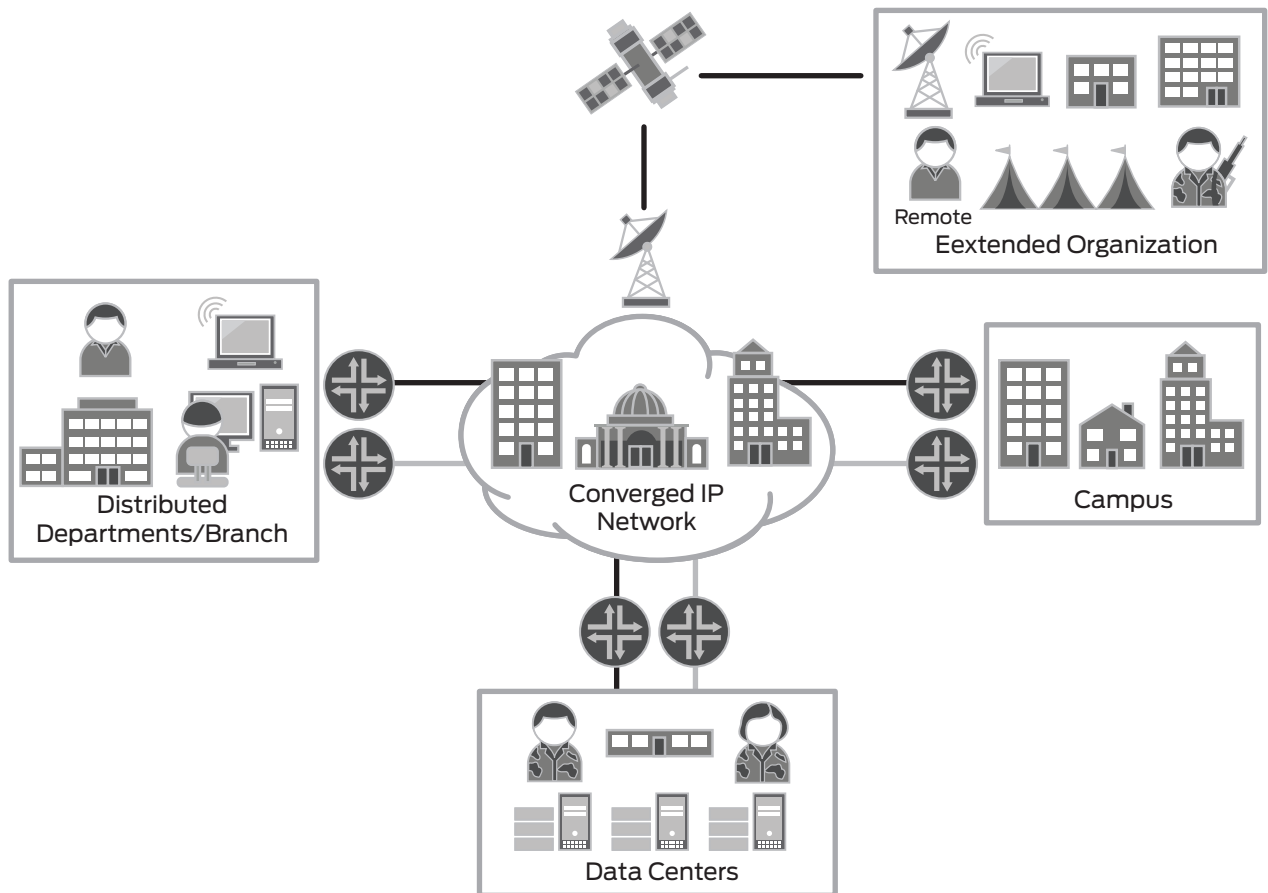 Remote
Eextended Organization
Distributed
Departments/Branch
Converged IP
Network
Campus
Data Centers